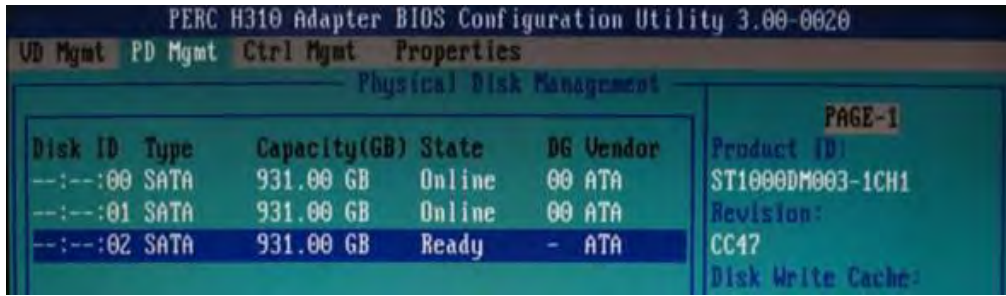 PERC H310 Adapter BIOS Configuration Utility 3.00-0020
VD Mgmt PD Mgmt Ctrl Mgmt Properties
Physical Disk Management
PAGE-1
Disk ID Type Capacity(GB) State DG Vendor
--:--:00 SATA 931.00 GB Online 00 ATA
--:--:01 SATA 931.00 GB Online 00 ATA
--:--:02 SATA 931.00 GB Ready - ATA
Product ID:
ST1000DM003-1CH1
Revision:
CC47
Disk Write Cache: